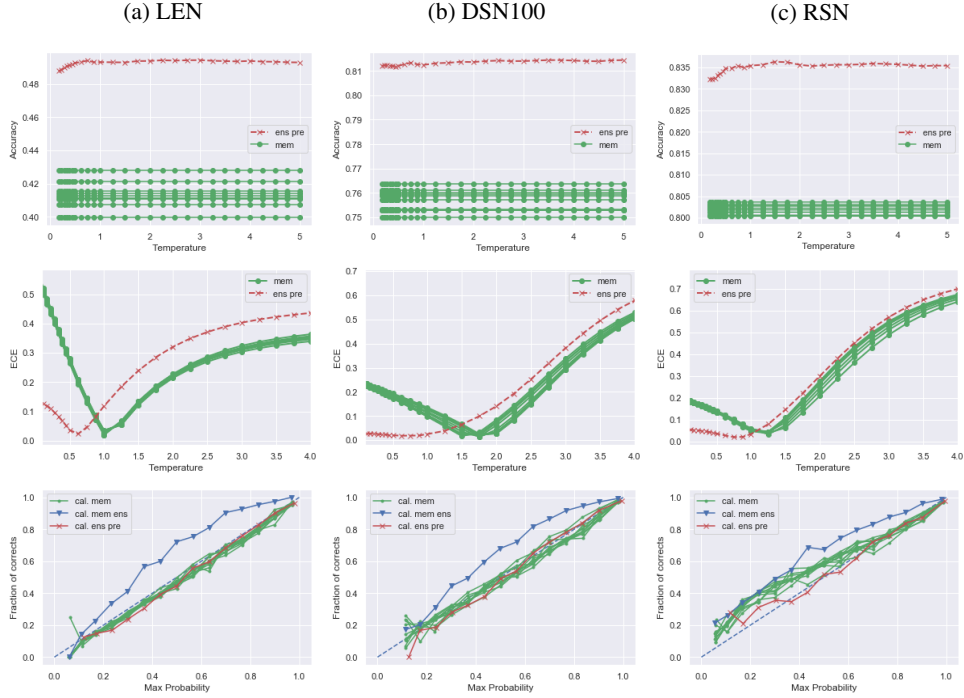 (a) LEN
(b) DSN100
(c) RSN
Accuracy
0.48
0.46
0.44
0.42
0.40
ens pre
mem
0 1 2 3 4 5
Temperature
Accuracy
0.81
0.80
0.79
0.78
0.77
0.76
0.75
ens pre
mem
0 1 2 3 4 5
Temperature
Accuracy
0.835
0.830
0.825
0.820
0.815
0.810
0.805
0.800
ens pre
mem
0 1 2 3 4 5
Temperature
ECE
0.5
0.4
0.3
0.2
0.1
0.0
mem
ens pre
0.5 1.0 1.5 2.0 2.5 3.0 3.5 4.0
Temperature
ECE
0.7
0.6
0.5
0.4
0.3
0.2
0.1
0.0
mem
ens pre
0.5 1.0 1.5 2.0 2.5 3.0 3.5 4.0
Temperature
ECE
0.7
0.6
0.5
0.4
0.3
0.2
0.1
0.0
mem
ens pre
0.5 1.0 1.5 2.0 2.5 3.0 3.5 4.0
Temperature
Fraction of corrects
1.0
0.8
0.6
0.4
0.2
0.0
cal. mem
cal. mem ens
cal. ens pre
0.0 0.2 0.4 0.6 0.8 1.0
Max Probability
Fraction of corrects
1.0
0.8
0.6
0.4
0.2
0.0
cal. mem
cal. mem ens
cal. ens pre
0.0 0.2 0.4 0.6 0.8 1.0
Max Probability
Fraction of corrects
1.0
0.8
0.6
0.4
0.2
0.0
cal. mem
cal. mem ens
cal. ens pre
0.0 0.2 0.4 0.6 0.8 1.0
Max Probability